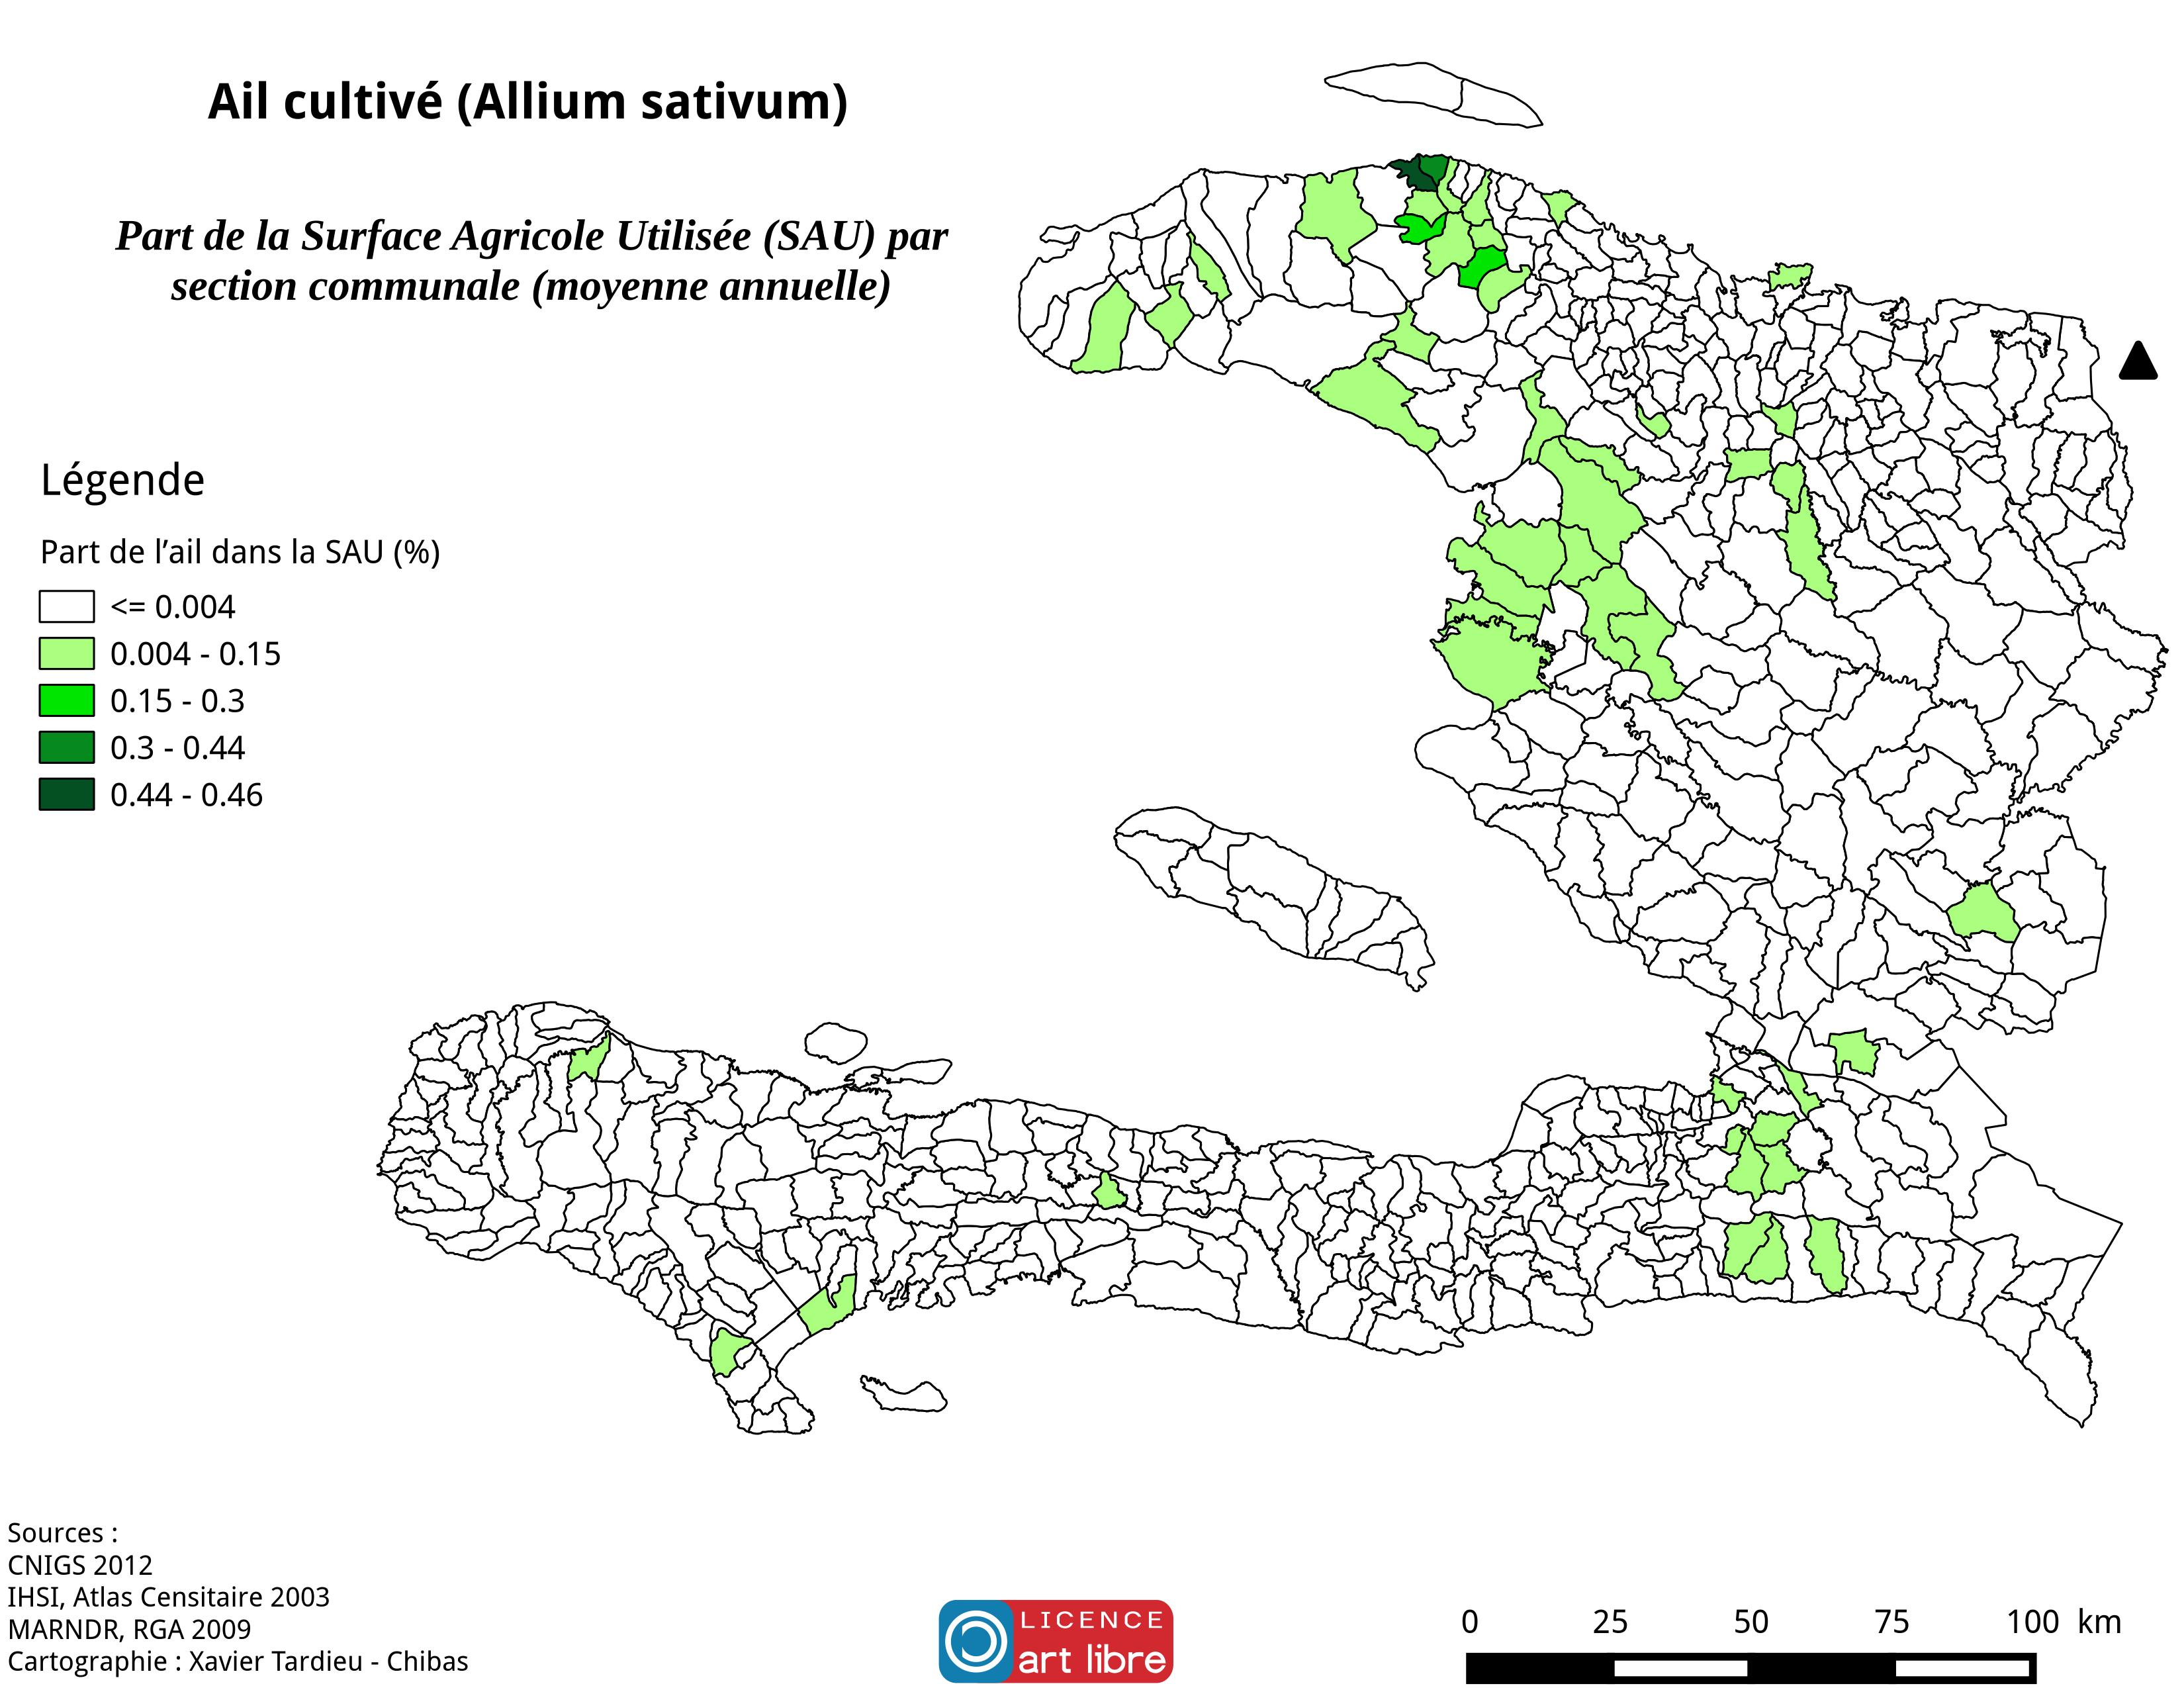 Ail cultivé (Allium sativum)
Part de la Surface Agricole Utilisée (SAU) par
section communale (moyenne annuelle)
Légende
Part de l’ail dans la SAU (%)
<= 0.004
0.004 - 0.15
0.15 - 0.3
0.3 - 0.44
0.44 - 0.46
Sources :
CNIGS 2012
IHSI, Atlas Censitaire 2003
MARNDR, RGA 2009
Cartographie : Xavier Tardieu - Chibas
LICENCE
art libre
0 25 50 75 100 km